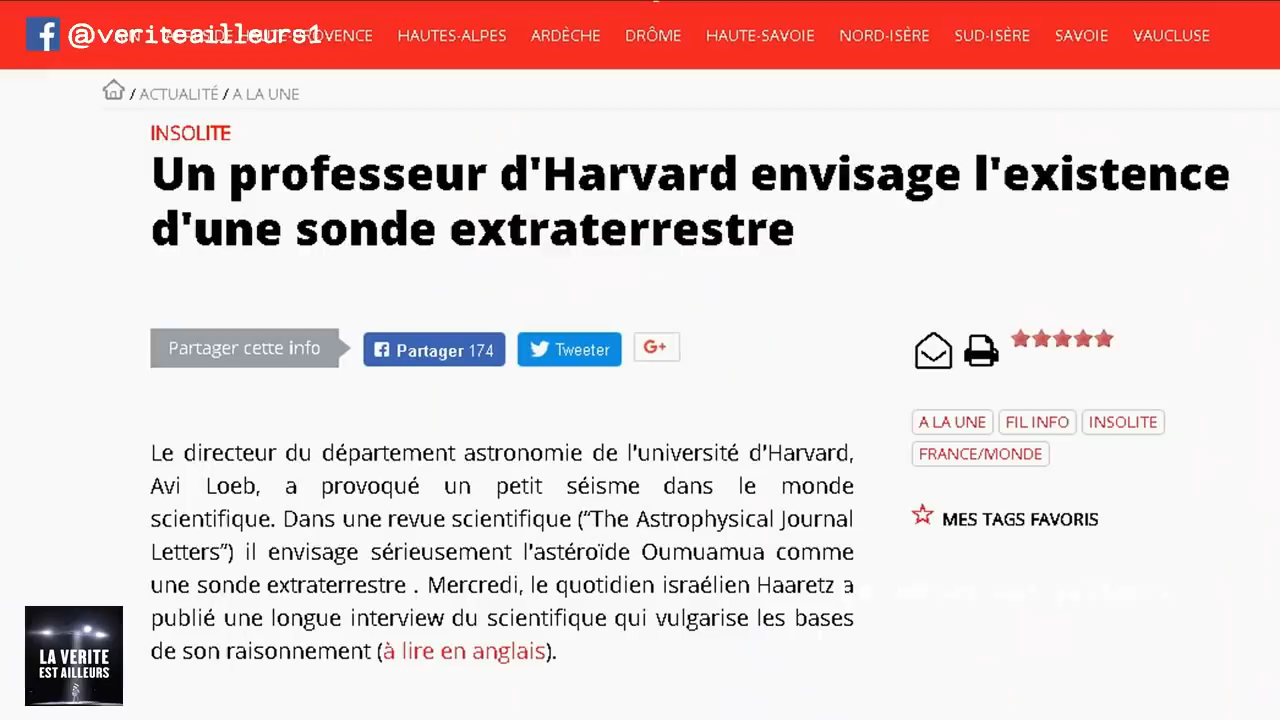 @veriteailleurs1
HAUTE-PROVENCE
HAUTES-ALPES
ARDÈCHE
DRÔME
HAUTE-SAVOIE
NORD-ISÈRE
SUD-ISÈRE
SAVOIE
VAUCLUSE
/ ACTUALITÉ / A LA UNE
INSOLITE
Un professeur d'Harvard envisage l'existence
d'une sonde extraterrestre
Partager cette info
Partager 174
Tweeter
G+
A LA UNE
FIL INFO
INSOLITE
FRANCE/MONDE
MES TAGS FAVORIS
Le directeur du département astronomie de l'université d'Harvard,
Avi Loeb, a provoqué un petit séisme dans le monde
scientifique. Dans une revue scientifique (“The Astrophysical Journal
Letters”) il envisage sérieusement l'astéroïde Oumuamua comme
une sonde extraterrestre . Mercredi, le quotidien israélien Haaretz a
publié une longue interview du scientifique qui vulgarise les bases
de son raisonnement (à lire en anglais).
LA VERITE
EST AILLEURS